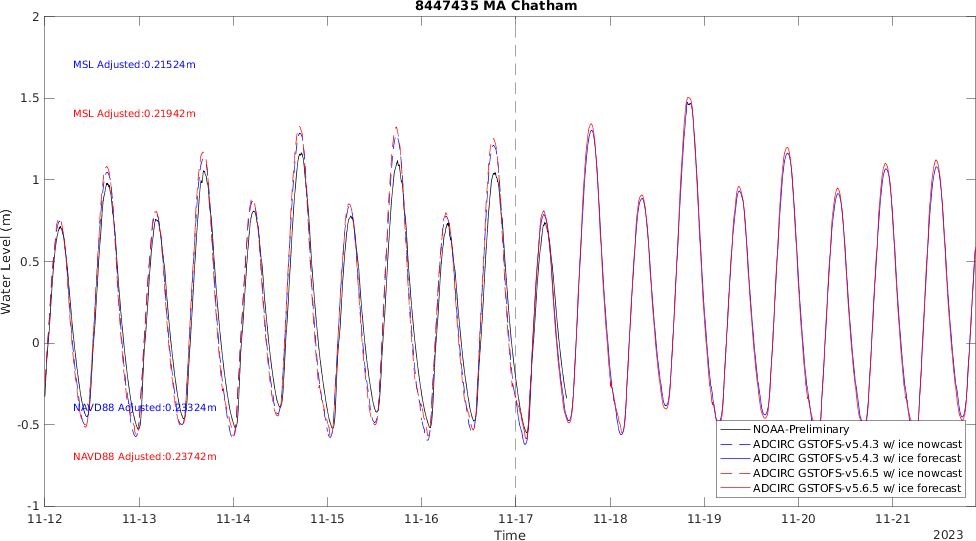 8447435 MA Chatham
2
1.5
1
0.5
0
-0.5
-1
Water Level (m)
MSL Adjusted:0.21524m
MSL Adjusted:0.21942m
NAVD88 Adjusted:0.23324m
NAVD88 Adjusted:0.23742m
NOAA-Preliminary
ADCIRC GSTOFS-v5.4.3 w/ ice nowcast
ADCIRC GSTOFS-v5.4.3 w/ ice forecast
ADCIRC GSTOFS-v5.6.5 w/ ice nowcast
ADCIRC GSTOFS-v5.6.5 w/ ice forecast
11-12 11-13 11-14 11-15 11-16 11-17 11-18 11-19 11-20 11-21
Time
2023